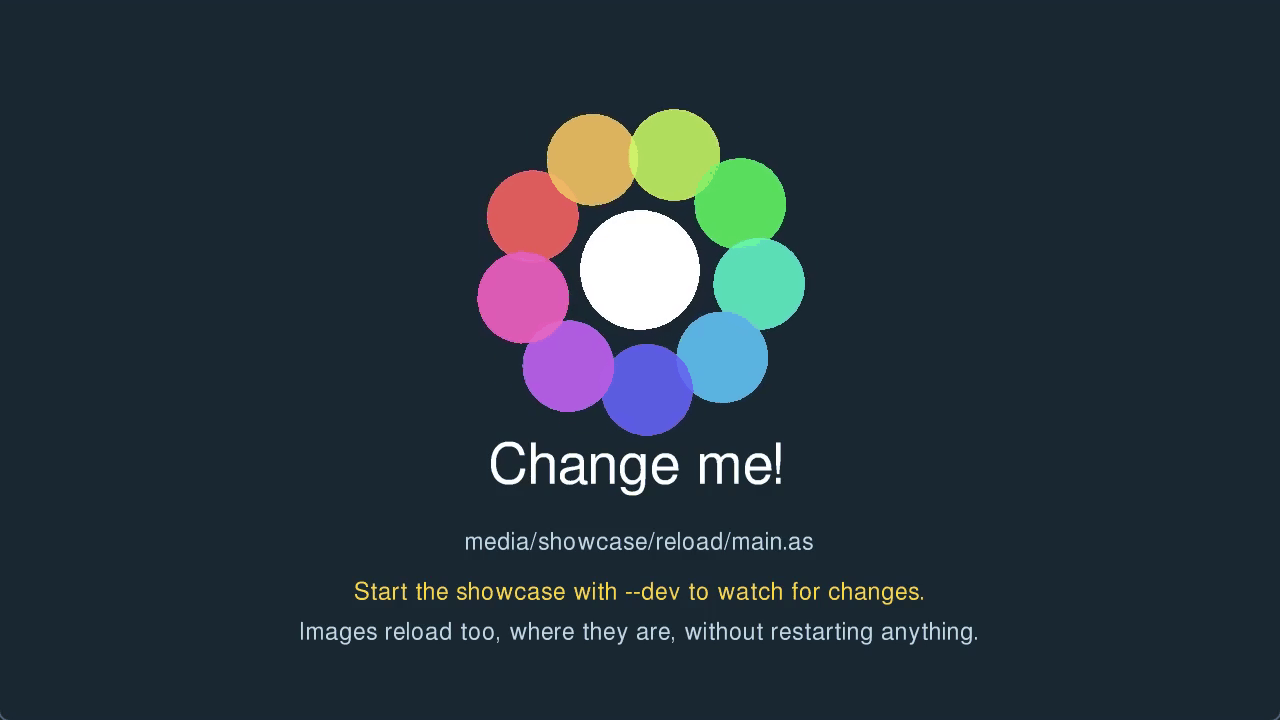 Change me!
media/showcase/reload/main.as
Start the showcase with --dev to watch for changes.
Images reload too, where they are, without restarting anything.